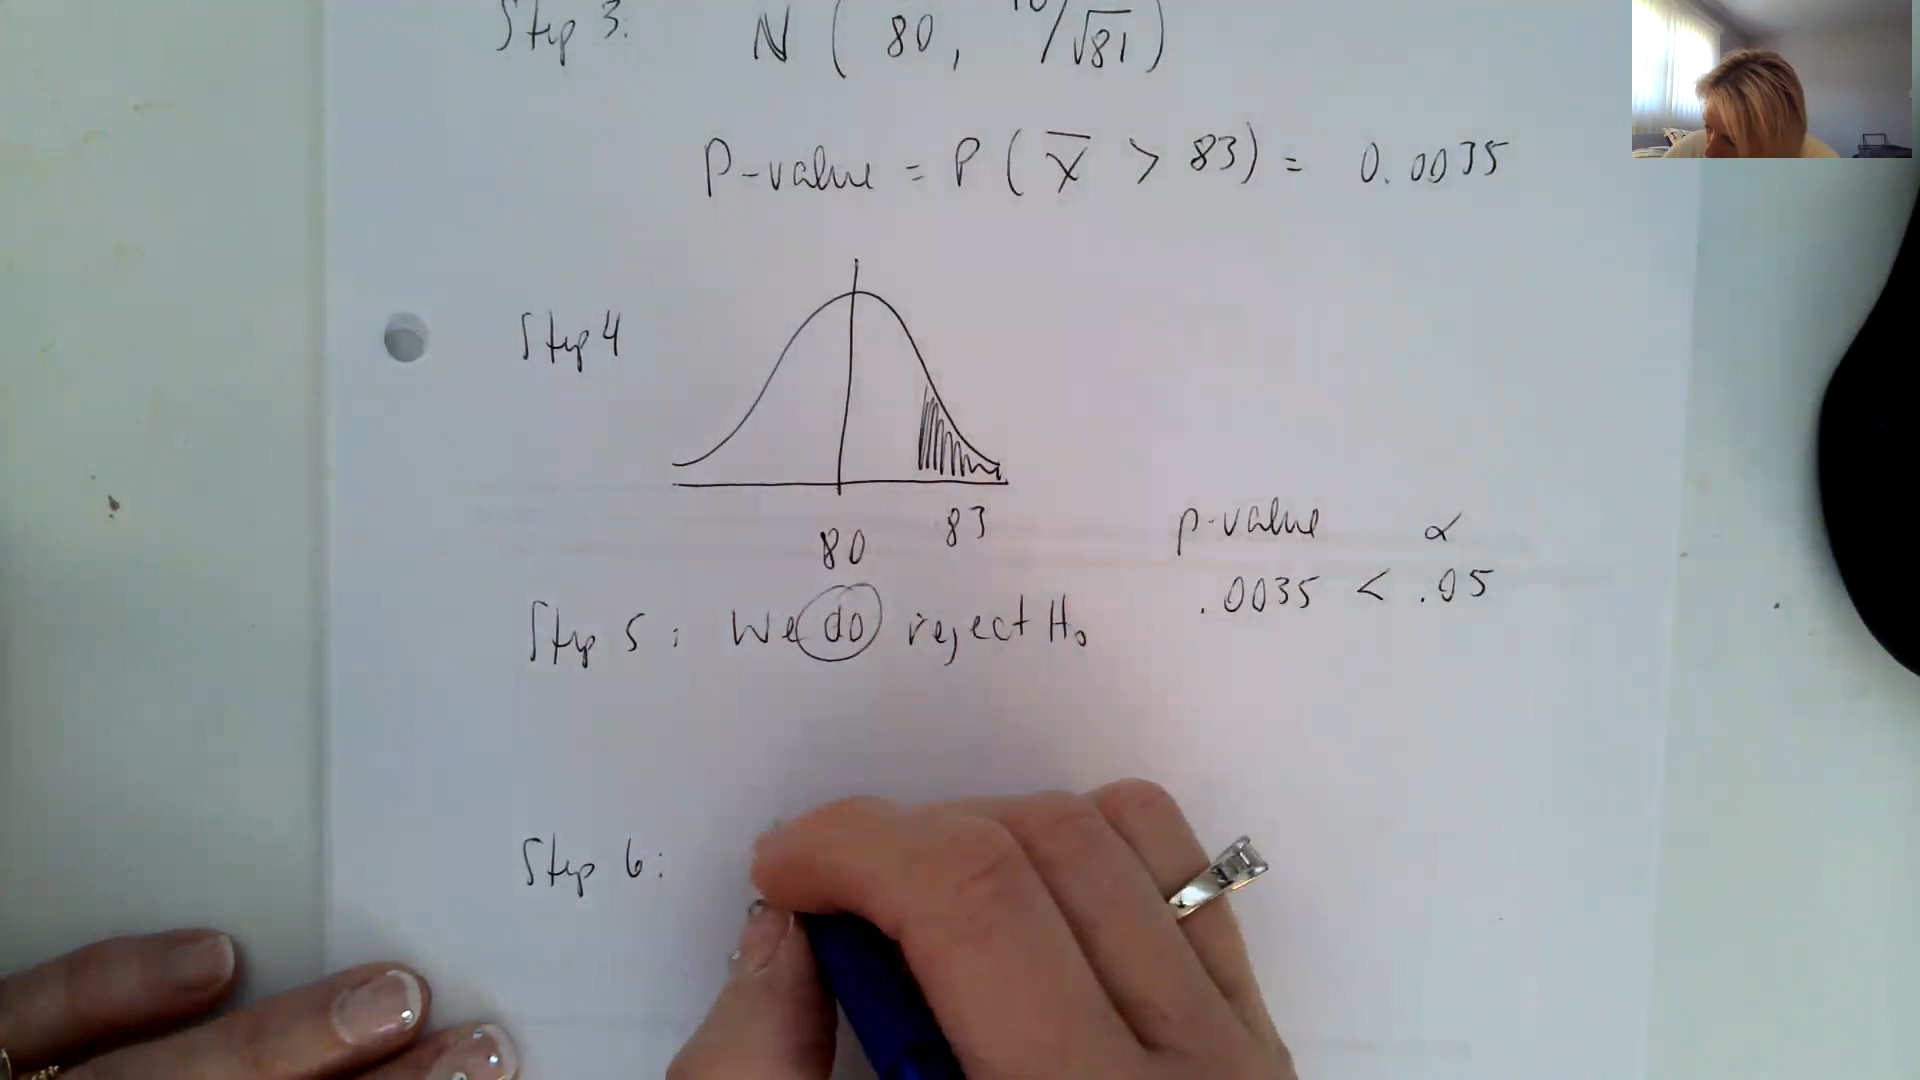 Step 3: N ( 80, 10/√81 )
P-value = P ( X̅ > 83) = 0.0035
Step 4
80 83
p-value α
.0035 < .05
Step 5: We do reject H₀
Step 6: